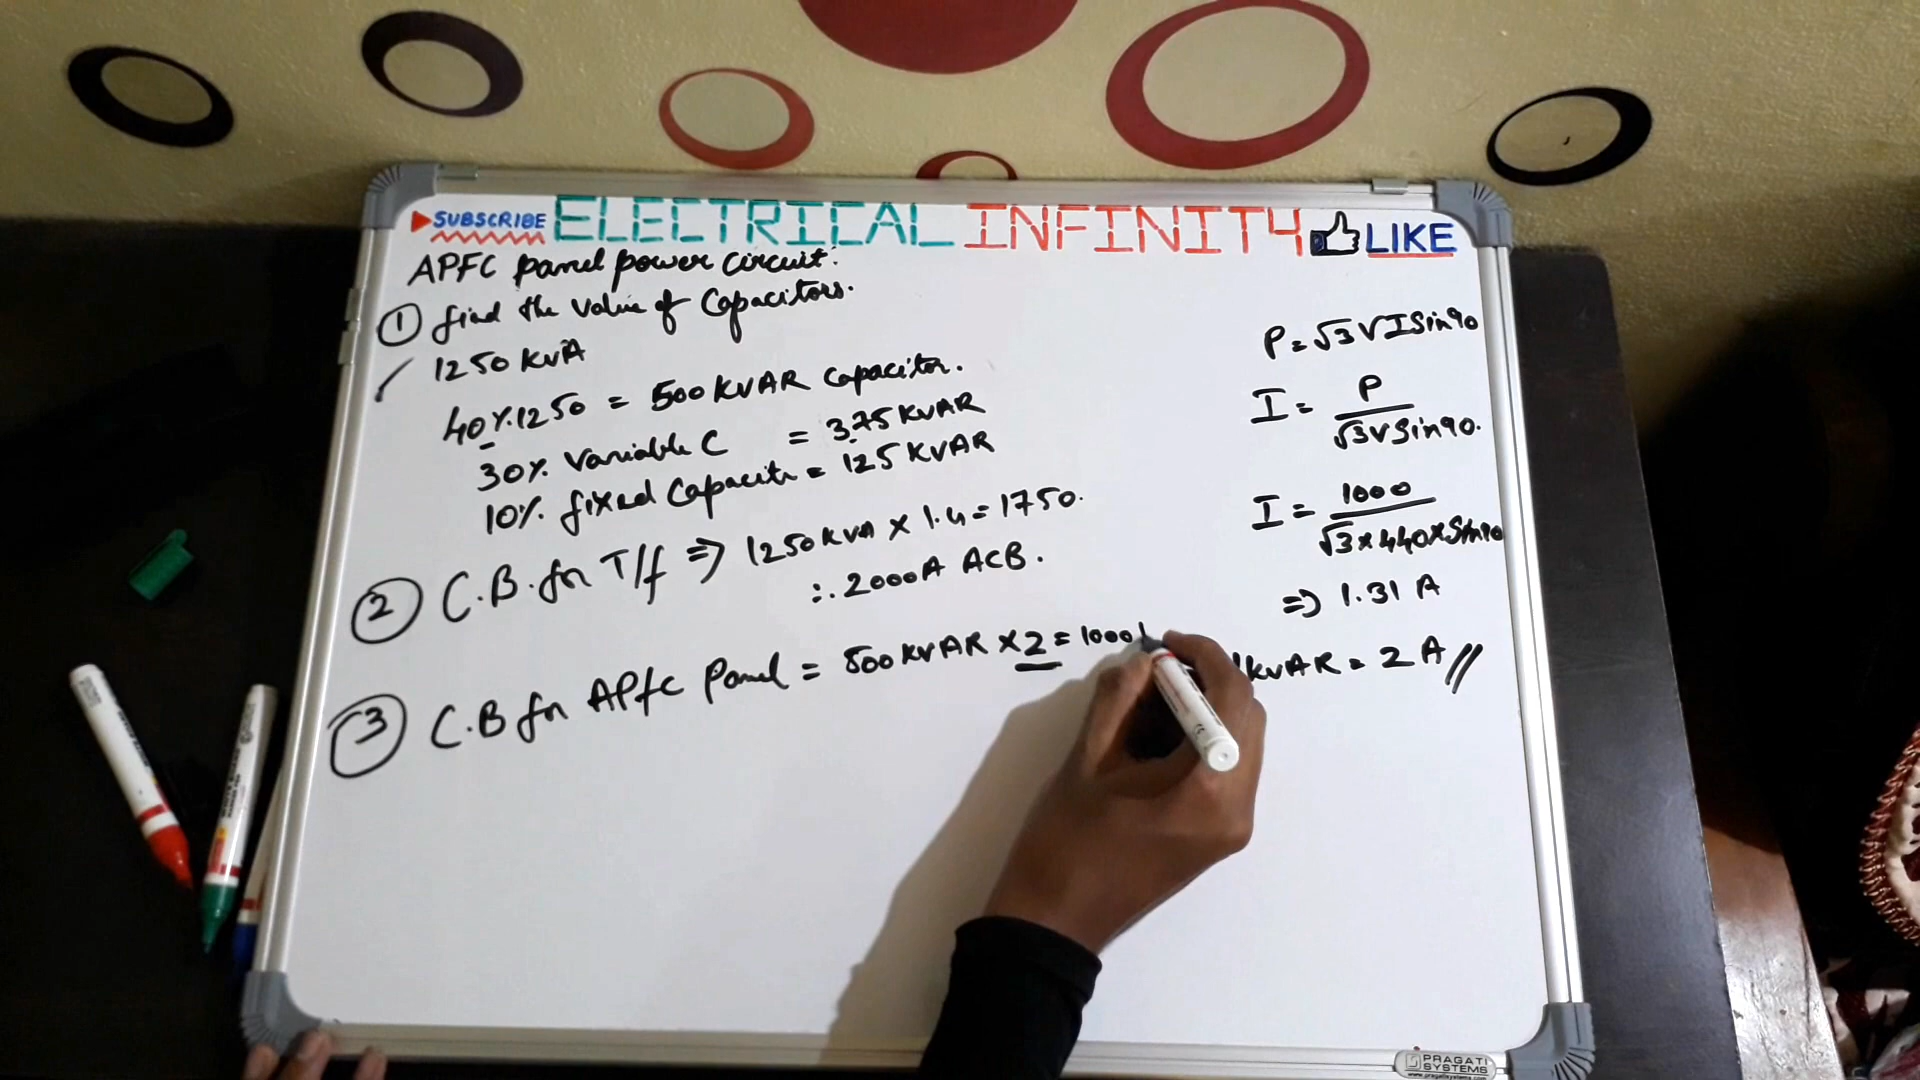 SUBSCRIBE ELECTRICAL INFINITY LIKE
APFC panel power circuit:
① find the value of Capacitors.
1250 KVA
40%.1250 = 500 KVAR Capacitor.
30% Variable C = 375 KVAR
10% fixed Capacitr = 125 KVAR
② C.B. for T/f ⇒ 1250 KVA × 1.4 = 1750.
∴ 2000A ACB.
③ C.B for APfc Panel = 500 KVAR × 2 = 1000
P = √3 V I Sin90
I = P / √3 V Sin90.
I = 1000 / √3 × 440 × Sin90
⇒ 1.31 A
1 KVAR = 2 A //
PRAGATI
SYSTEMS